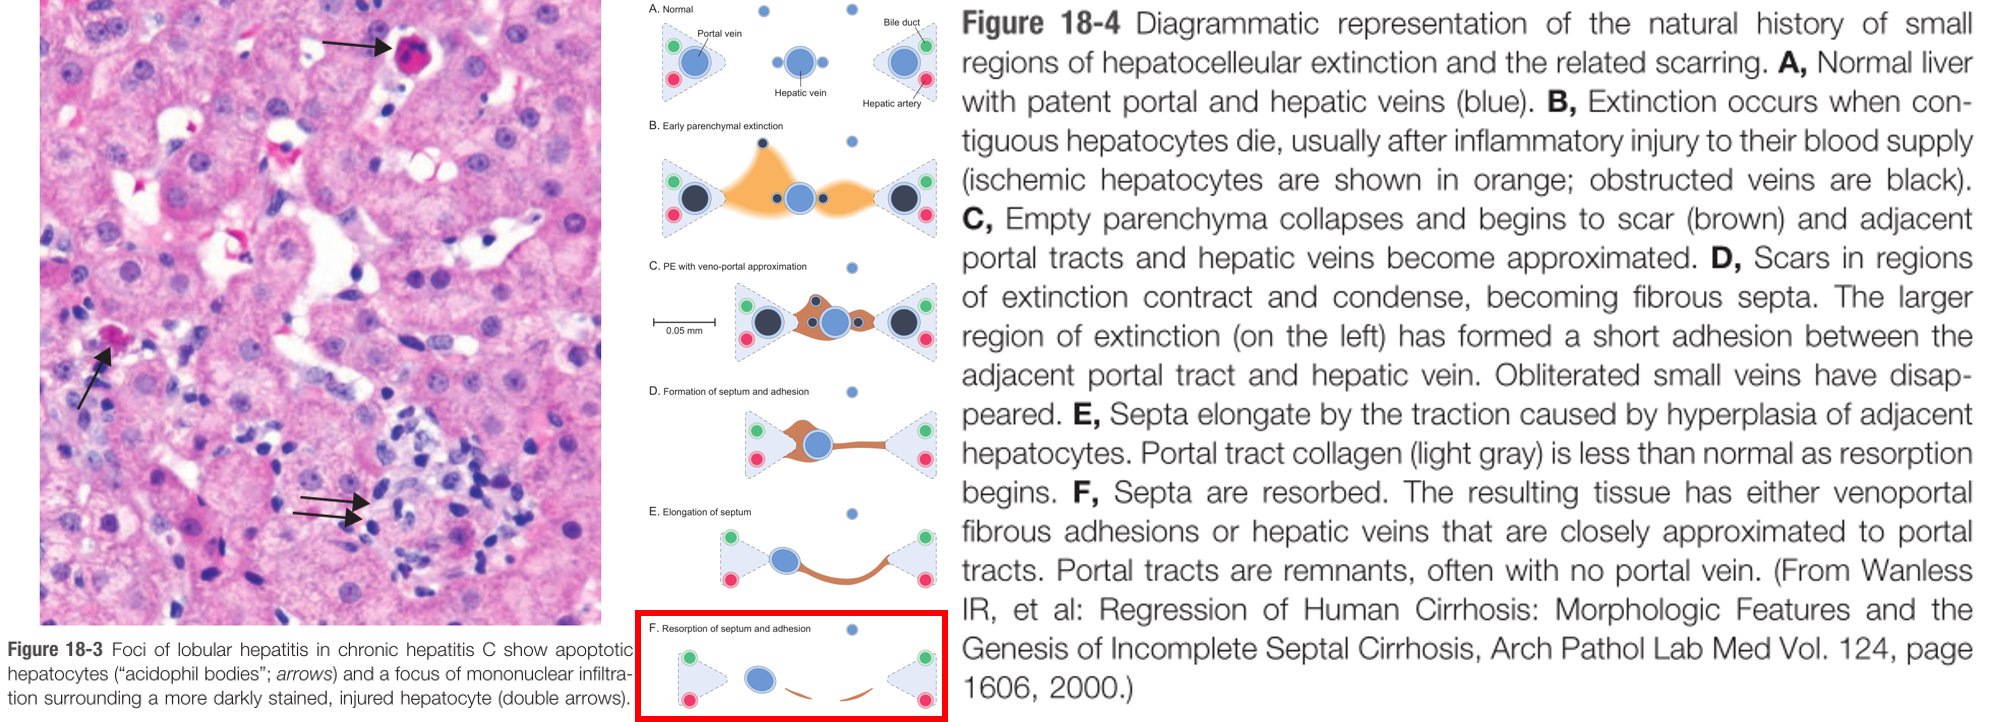 Figure 18-3 Foci of lobular hepatitis in chronic hepatitis C show apoptotic
hepatocytes (“acidophil bodies”; arrows) and a focus of mononuclear infiltra-
tion surrounding a more darkly stained, injured hepatocyte (double arrows).
A. Normal
Portal vein
Bile duct
Hepatic vein
Hepatic artery
B. Early parenchymal extinction
C. PE with veno-portal approximation
0.05 mm
D. Formation of septum and adhesion
E. Elongation of septum
F. Resorption of septum and adhesion
Figure 18-4 Diagrammatic representation of the natural history of small
regions of hepatocelleular extinction and the related scarring. A, Normal liver
with patent portal and hepatic veins (blue). B, Extinction occurs when con-
tiguous hepatocytes die, usually after inflammatory injury to their blood supply
(ischemic hepatocytes are shown in orange; obstructed veins are black).
C, Empty parenchyma collapses and begins to scar (brown) and adjacent
portal tracts and hepatic veins become approximated. D, Scars in regions
of extinction contract and condense, becoming fibrous septa. The larger
region of extinction (on the left) has formed a short adhesion between the
adjacent portal tract and hepatic vein. Obliterated small veins have disap-
peared. E, Septa elongate by the traction caused by hyperplasia of adjacent
hepatocytes. Portal tract collagen (light gray) is less than normal as resorption
begins. F, Septa are resorbed. The resulting tissue has either venoportal
fibrous adhesions or hepatic veins that are closely approximated to portal
tracts. Portal tracts are remnants, often with no portal vein. (From Wanless
IR, et al: Regression of Human Cirrhosis: Morphologic Features and the
Genesis of Incomplete Septal Cirrhosis, Arch Pathol Lab Med Vol. 124, page
1606, 2000.)